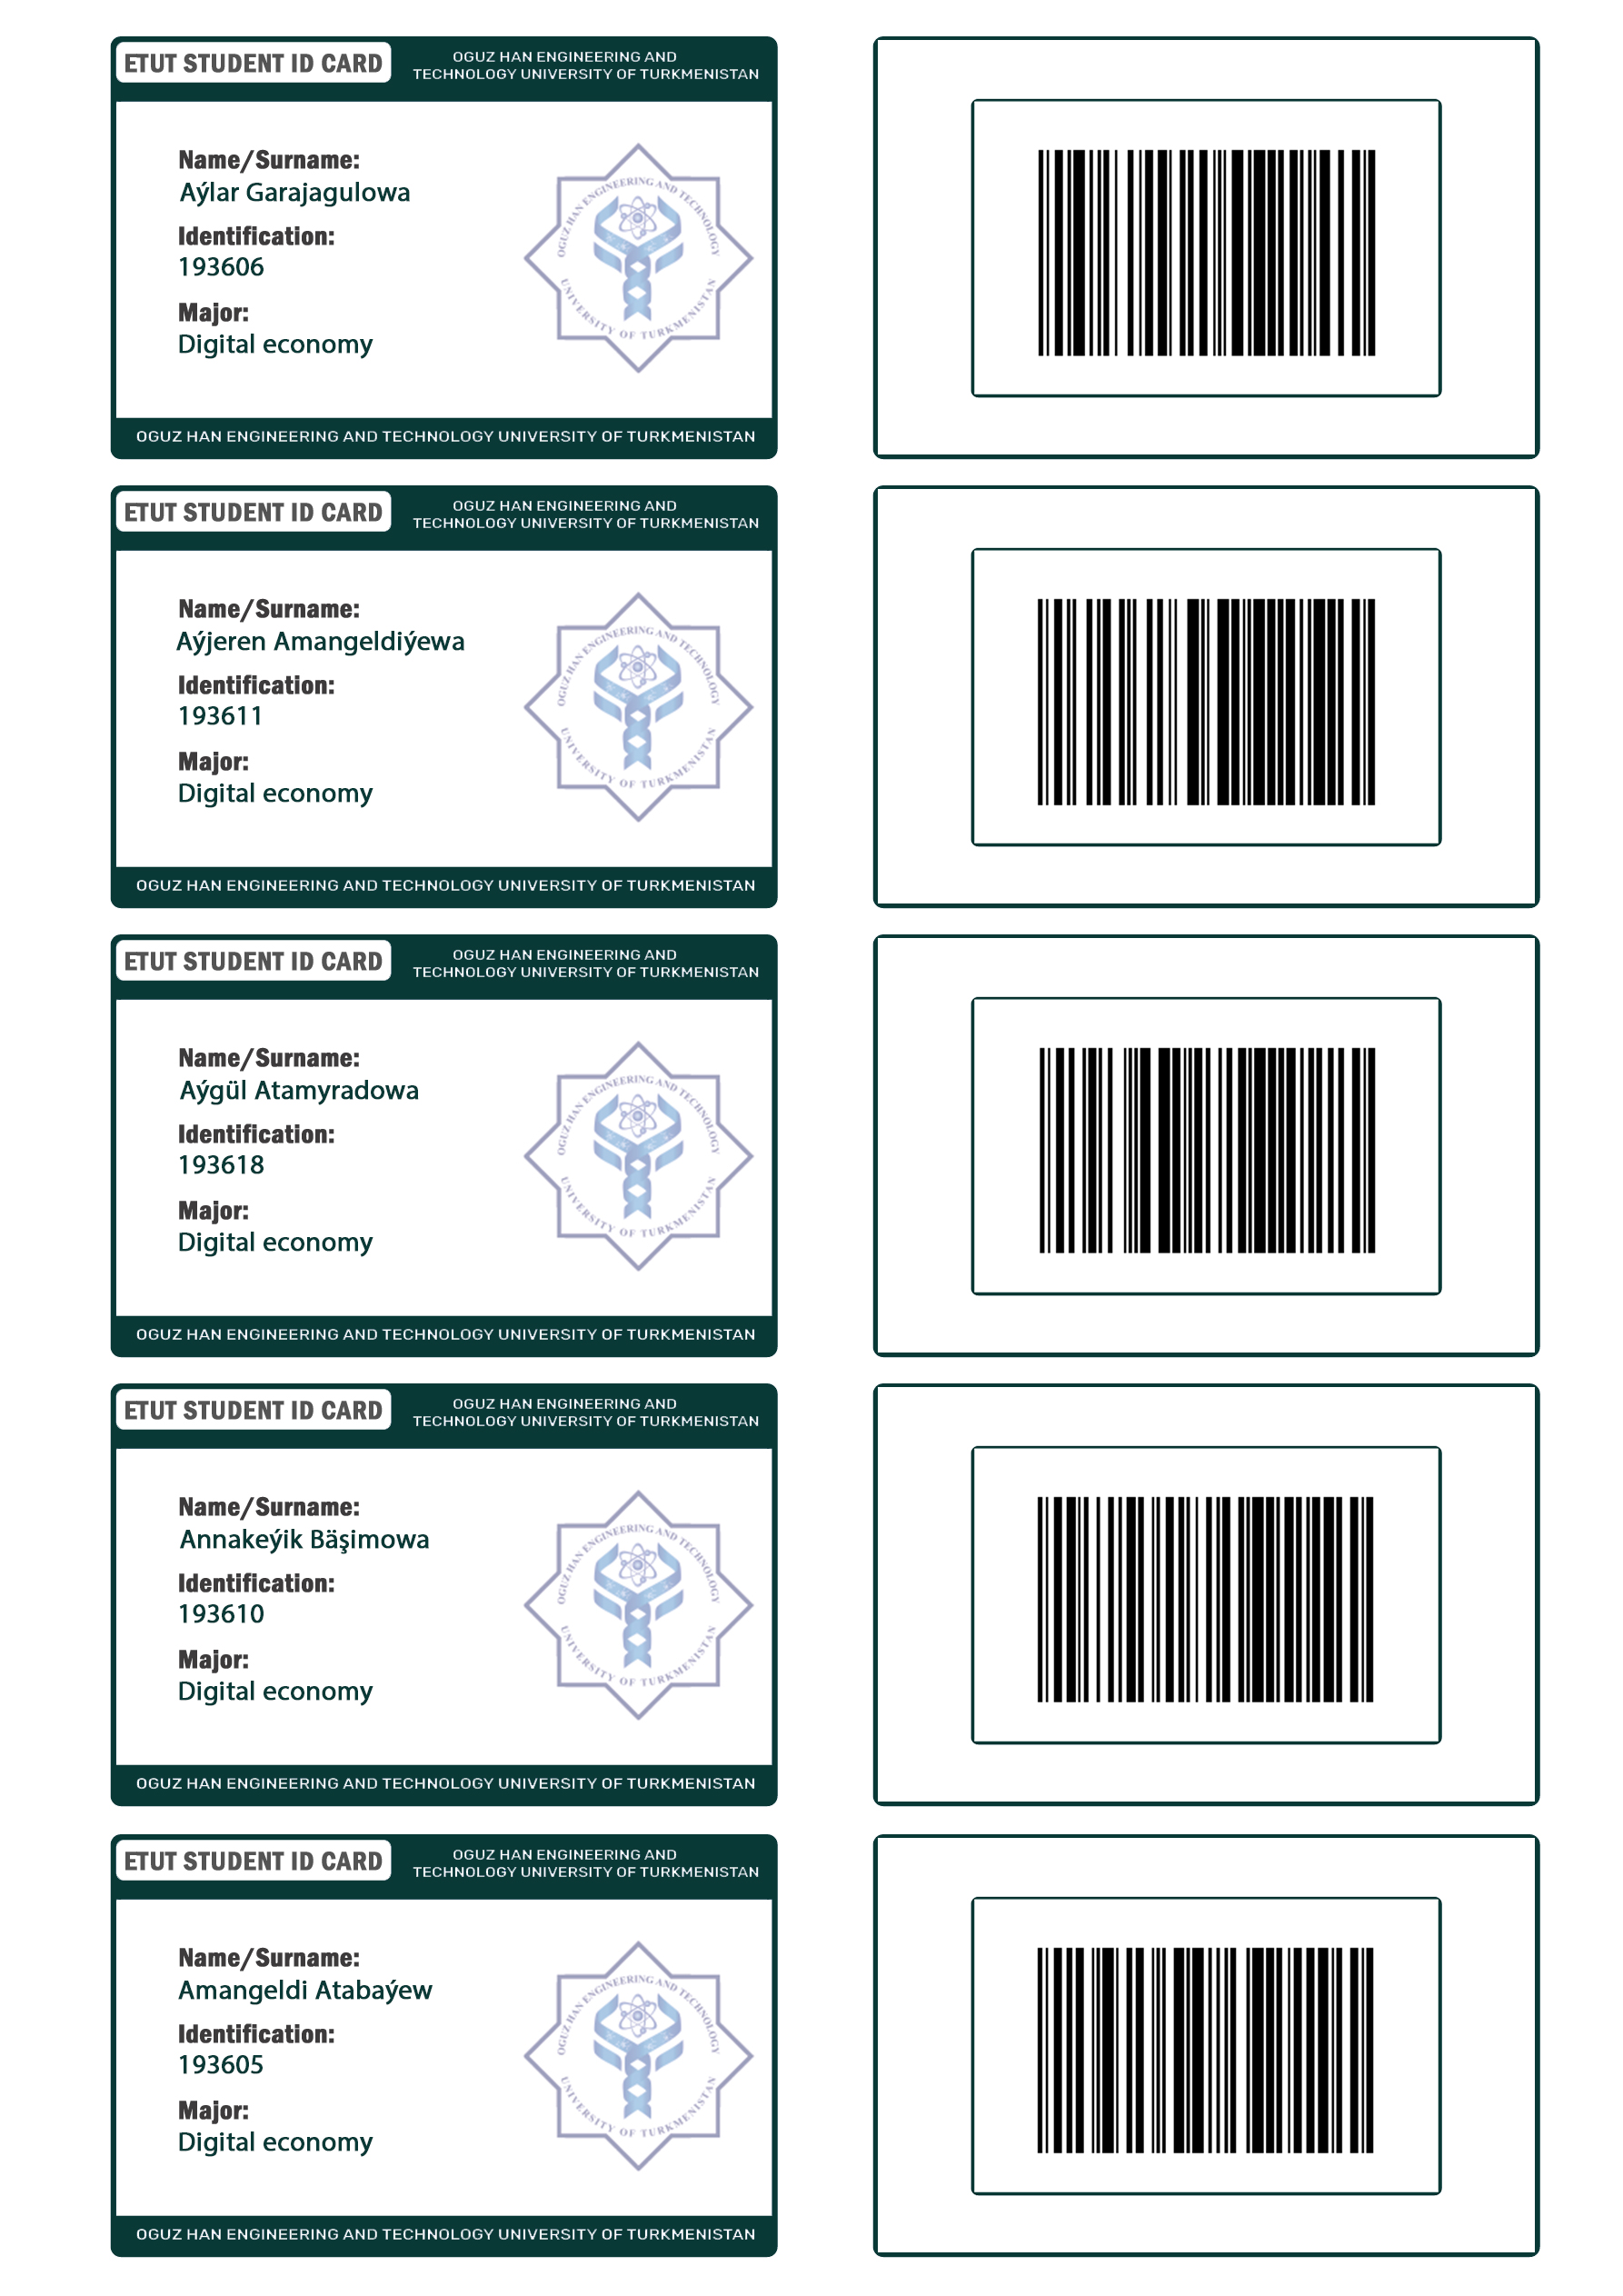 ETUT STUDENT ID CARD
OGUZ HAN ENGINEERING AND
TECHNOLOGY UNIVERSITY OF TURKMENISTAN
Name/Surname:
Aýlar Garajagulowa
Identification:
193606
Major:
Digital economy
OGUZ HAN ENGINEERING AND TECHNOLOGY
UNIVERSITY OF TURKMENISTAN
OGUZ HAN ENGINEERING AND TECHNOLOGY UNIVERSITY OF TURKMENISTAN
ETUT STUDENT ID CARD
OGUZ HAN ENGINEERING AND
TECHNOLOGY UNIVERSITY OF TURKMENISTAN
Name/Surname:
Aýjeren Amangeldiýewa
Identification:
193611
Major:
Digital economy
OGUZ HAN ENGINEERING AND TECHNOLOGY
UNIVERSITY OF TURKMENISTAN
OGUZ HAN ENGINEERING AND TECHNOLOGY UNIVERSITY OF TURKMENISTAN
ETUT STUDENT ID CARD
OGUZ HAN ENGINEERING AND
TECHNOLOGY UNIVERSITY OF TURKMENISTAN
Name/Surname:
Aýgül Atamyradowa
Identification:
193618
Major:
Digital economy
OGUZ HAN ENGINEERING AND TECHNOLOGY
UNIVERSITY OF TURKMENISTAN
OGUZ HAN ENGINEERING AND TECHNOLOGY UNIVERSITY OF TURKMENISTAN
ETUT STUDENT ID CARD
OGUZ HAN ENGINEERING AND
TECHNOLOGY UNIVERSITY OF TURKMENISTAN
Name/Surname:
Annakeýik Bäşimowa
Identification:
193610
Major:
Digital economy
OGUZ HAN ENGINEERING AND TECHNOLOGY
UNIVERSITY OF TURKMENISTAN
OGUZ HAN ENGINEERING AND TECHNOLOGY UNIVERSITY OF TURKMENISTAN
ETUT STUDENT ID CARD
OGUZ HAN ENGINEERING AND
TECHNOLOGY UNIVERSITY OF TURKMENISTAN
Name/Surname:
Amangeldi Atabaýew
Identification:
193605
Major:
Digital economy
OGUZ HAN ENGINEERING AND TECHNOLOGY
UNIVERSITY OF TURKMENISTAN
OGUZ HAN ENGINEERING AND TECHNOLOGY UNIVERSITY OF TURKMENISTAN